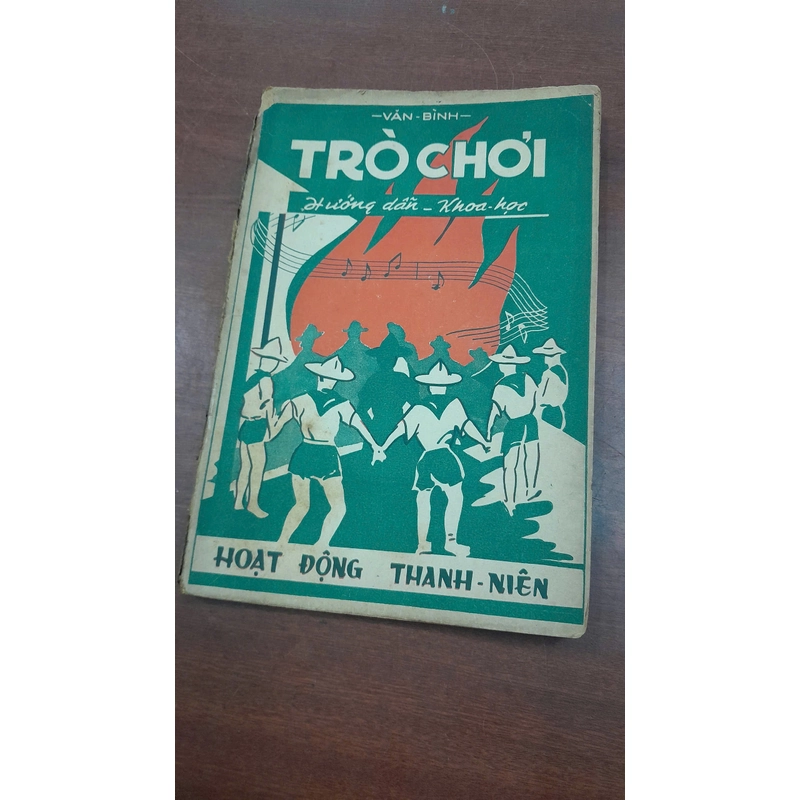 —VĂN-BÌNH—
TRÒ CHƠI
Hướng dẫn - Khoa-học
HOẠT ĐỘNG THANH-NIÊN